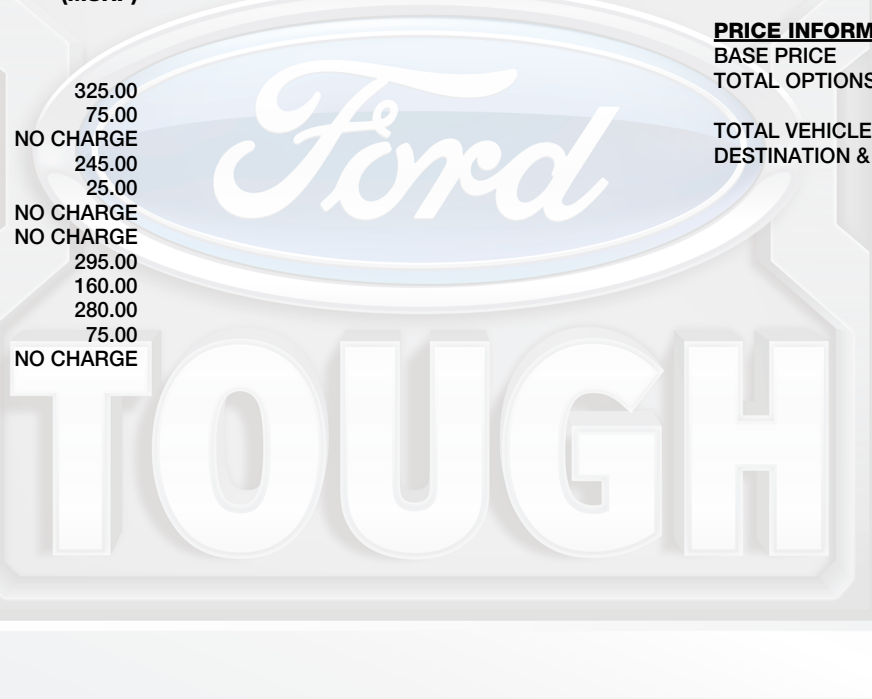 325.00
75.00
NO CHARGE
245.00
25.00
NO CHARGE
NO CHARGE
295.00
160.00
280.00
75.00
NO CHARGE
PRICE
BASE PRICE
TOTAL OPTIONS
TOTAL VEHICLE
DESTINATION &
Ford
TOUGH